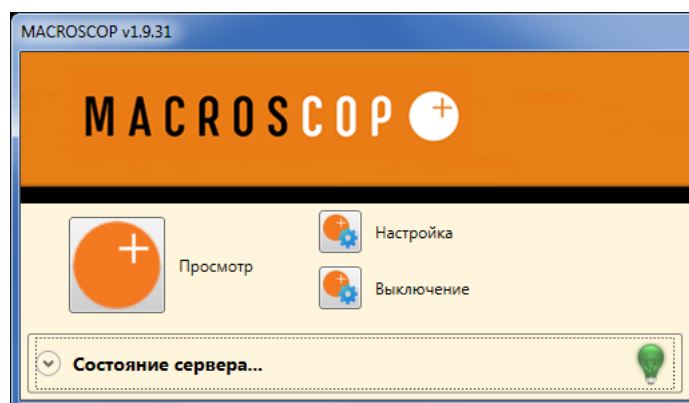 MACROSCOP v1.9.31
MACROSCOP
Просмотр
Настройка
Выключение
Состояние сервера...